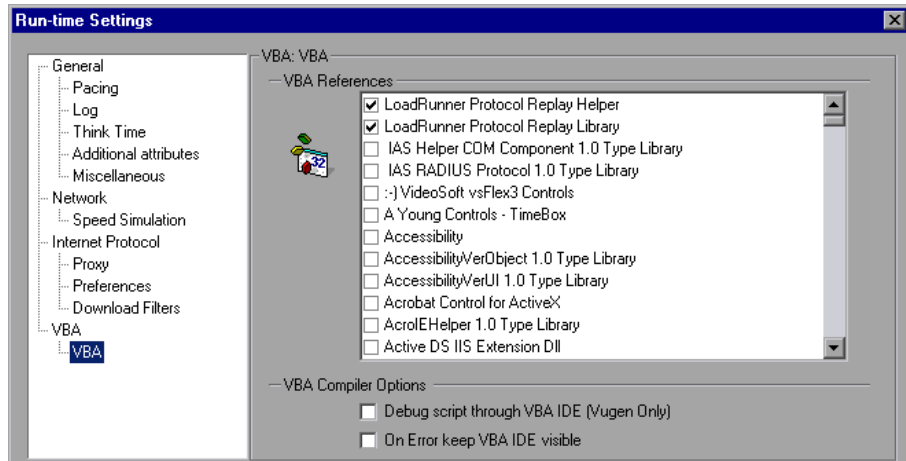 Run-time Settings
General
Pacing
Log
Think Time
Additional attributes
Miscellaneous
Network
Speed Simulation
Internet Protocol
Proxy
Preferences
Download Filters
VBA
VBA
VBA: VBA
VBA References
32
LoadRunner Protocol Replay Helper
LoadRunner Protocol Replay Library
IAS Helper COM Component 1.0 Type Library
IAS RADIUS Protocol 1.0 Type Library
:-) VideoSoft vsFlex3 Controls
A Young Controls - TimeBox
Accessibility
AccessibilityVerObject 1.0 Type Library
AccessibilityVerUI 1.0 Type Library
Acrobat Control for ActiveX
AcroIEHelper 1.0 Type Library
Active DS IIS Extension Dll
VBA Compiler Options
Debug script through VBA IDE (Vugen Only)
On Error keep VBA IDE visible